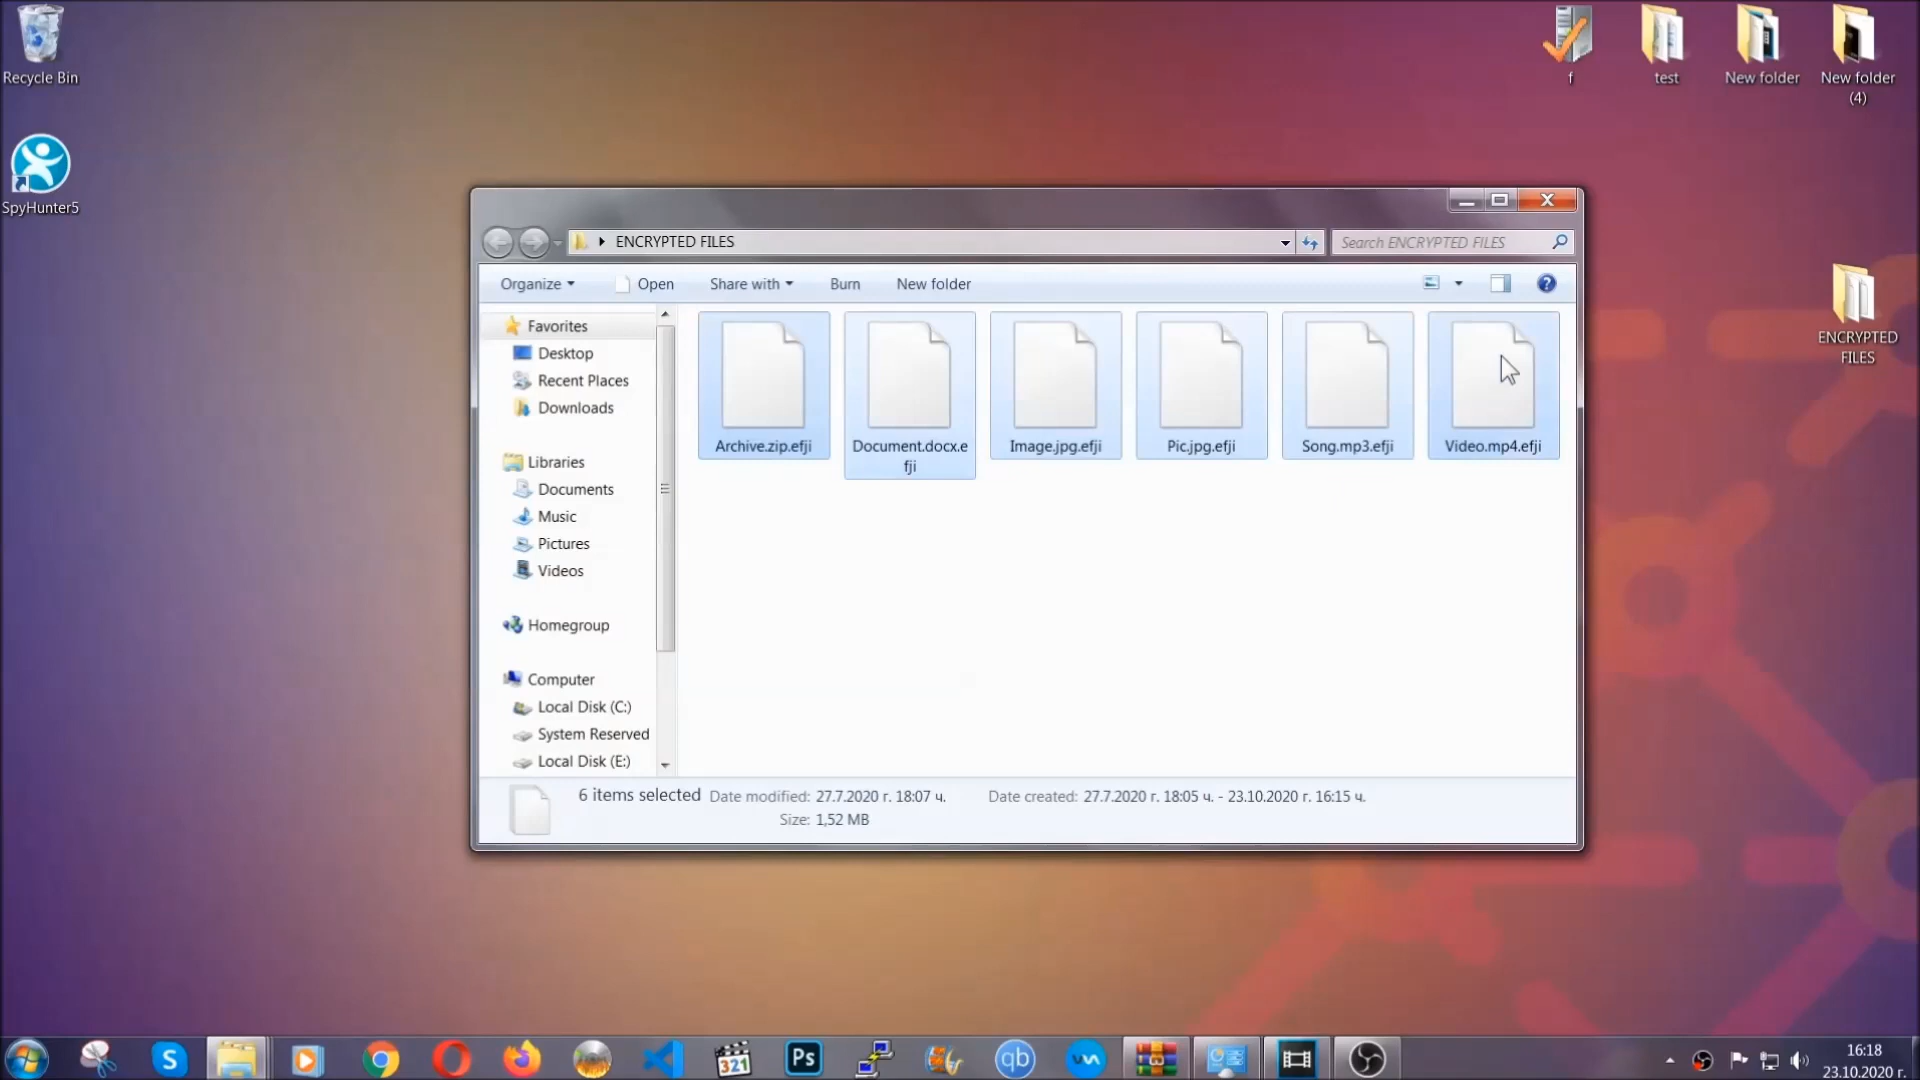 Recycle Bin
SpyHunter5
f
test
New folder
New folder
(4)
ENCRYPTED
FILES
ENCRYPTED FILES
Search ENCRYPTED FILES
Organize
Open
Share with
Burn
New folder
Favorites
Desktop
Recent Places
Downloads
Libraries
Documents
Music
Pictures
Videos
Homegroup
Computer
Local Disk (C:)
System Reserved
Local Disk (E:)
Archive.zip.efji
Document.docx.e
fji
Image.jpg.efji
Pic.jpg.efji
Song.mp3.efji
Video.mp4.efji
6 items selected
Date modified: 27.7.2020 г. 18:07 ч.
Date created: 27.7.2020 г. 18:05 ч. - 23.10.2020 г. 16:15 ч.
Size: 1,52 MB
S
321
Ps
qb
16:18
23.10.2020 г.